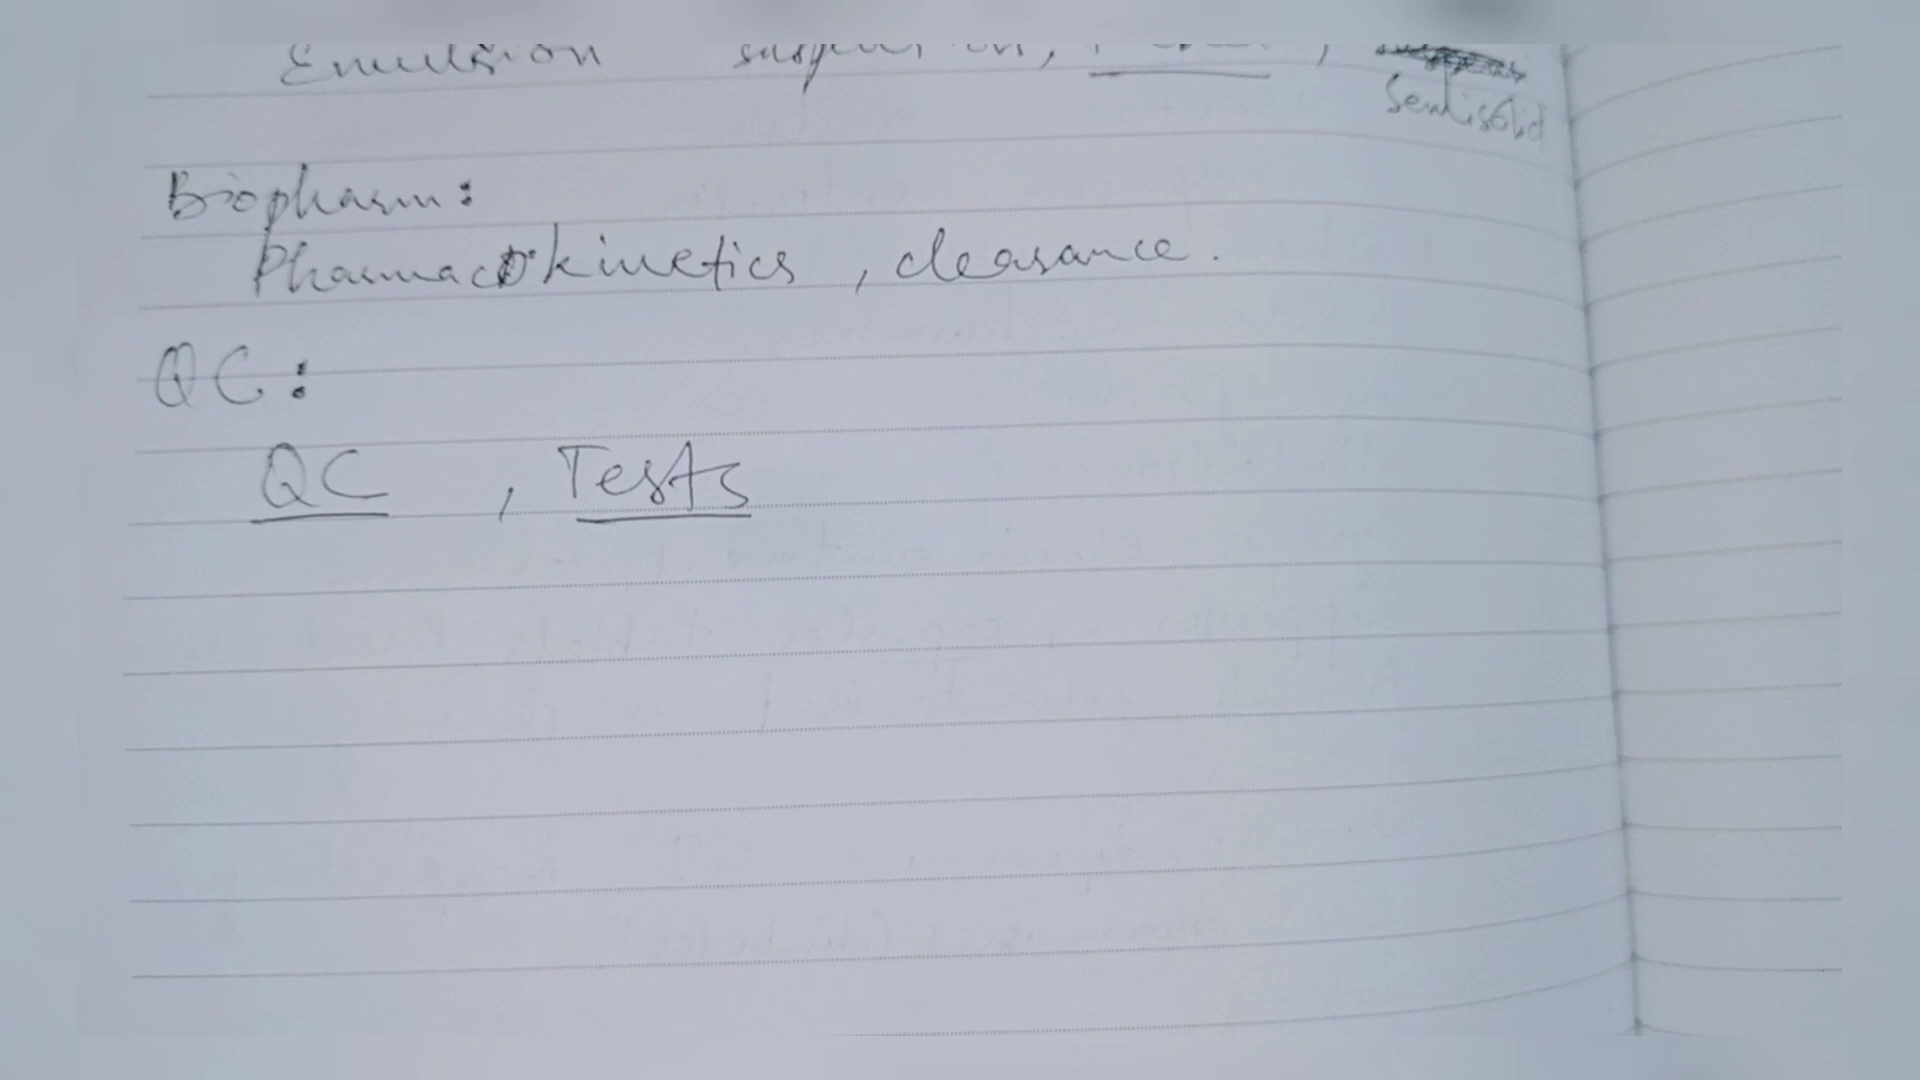 Emulsion suspension,
Semisolid
Biopharm:
Pharmacokinetics, clearance.
QC:
QC, Tests